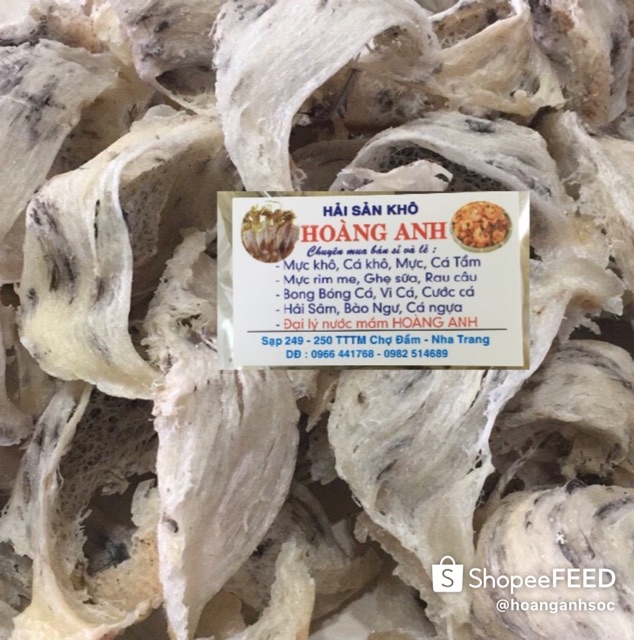 HẢI SẢN KHÔ
HOÀNG ANH
Chuyên mua bán sỉ và lẻ :
- Mực khô, Cá khô, Mực, Cá Tẩm
- Mực rim me, Ghẹ sữa, Rau câu
- Bong Bóng Cá, Vi Cá, Cước cá
- Hải Sâm, Bào Ngư, Cá ngựa
- Đại lý nước mắm HOÀNG ANH
Sạp 249 - 250 TTTM Chợ Đầm - Nha Trang
DĐ : 0966 441768 - 0982 514689
ShopeeFEED
@hoanganhsoc